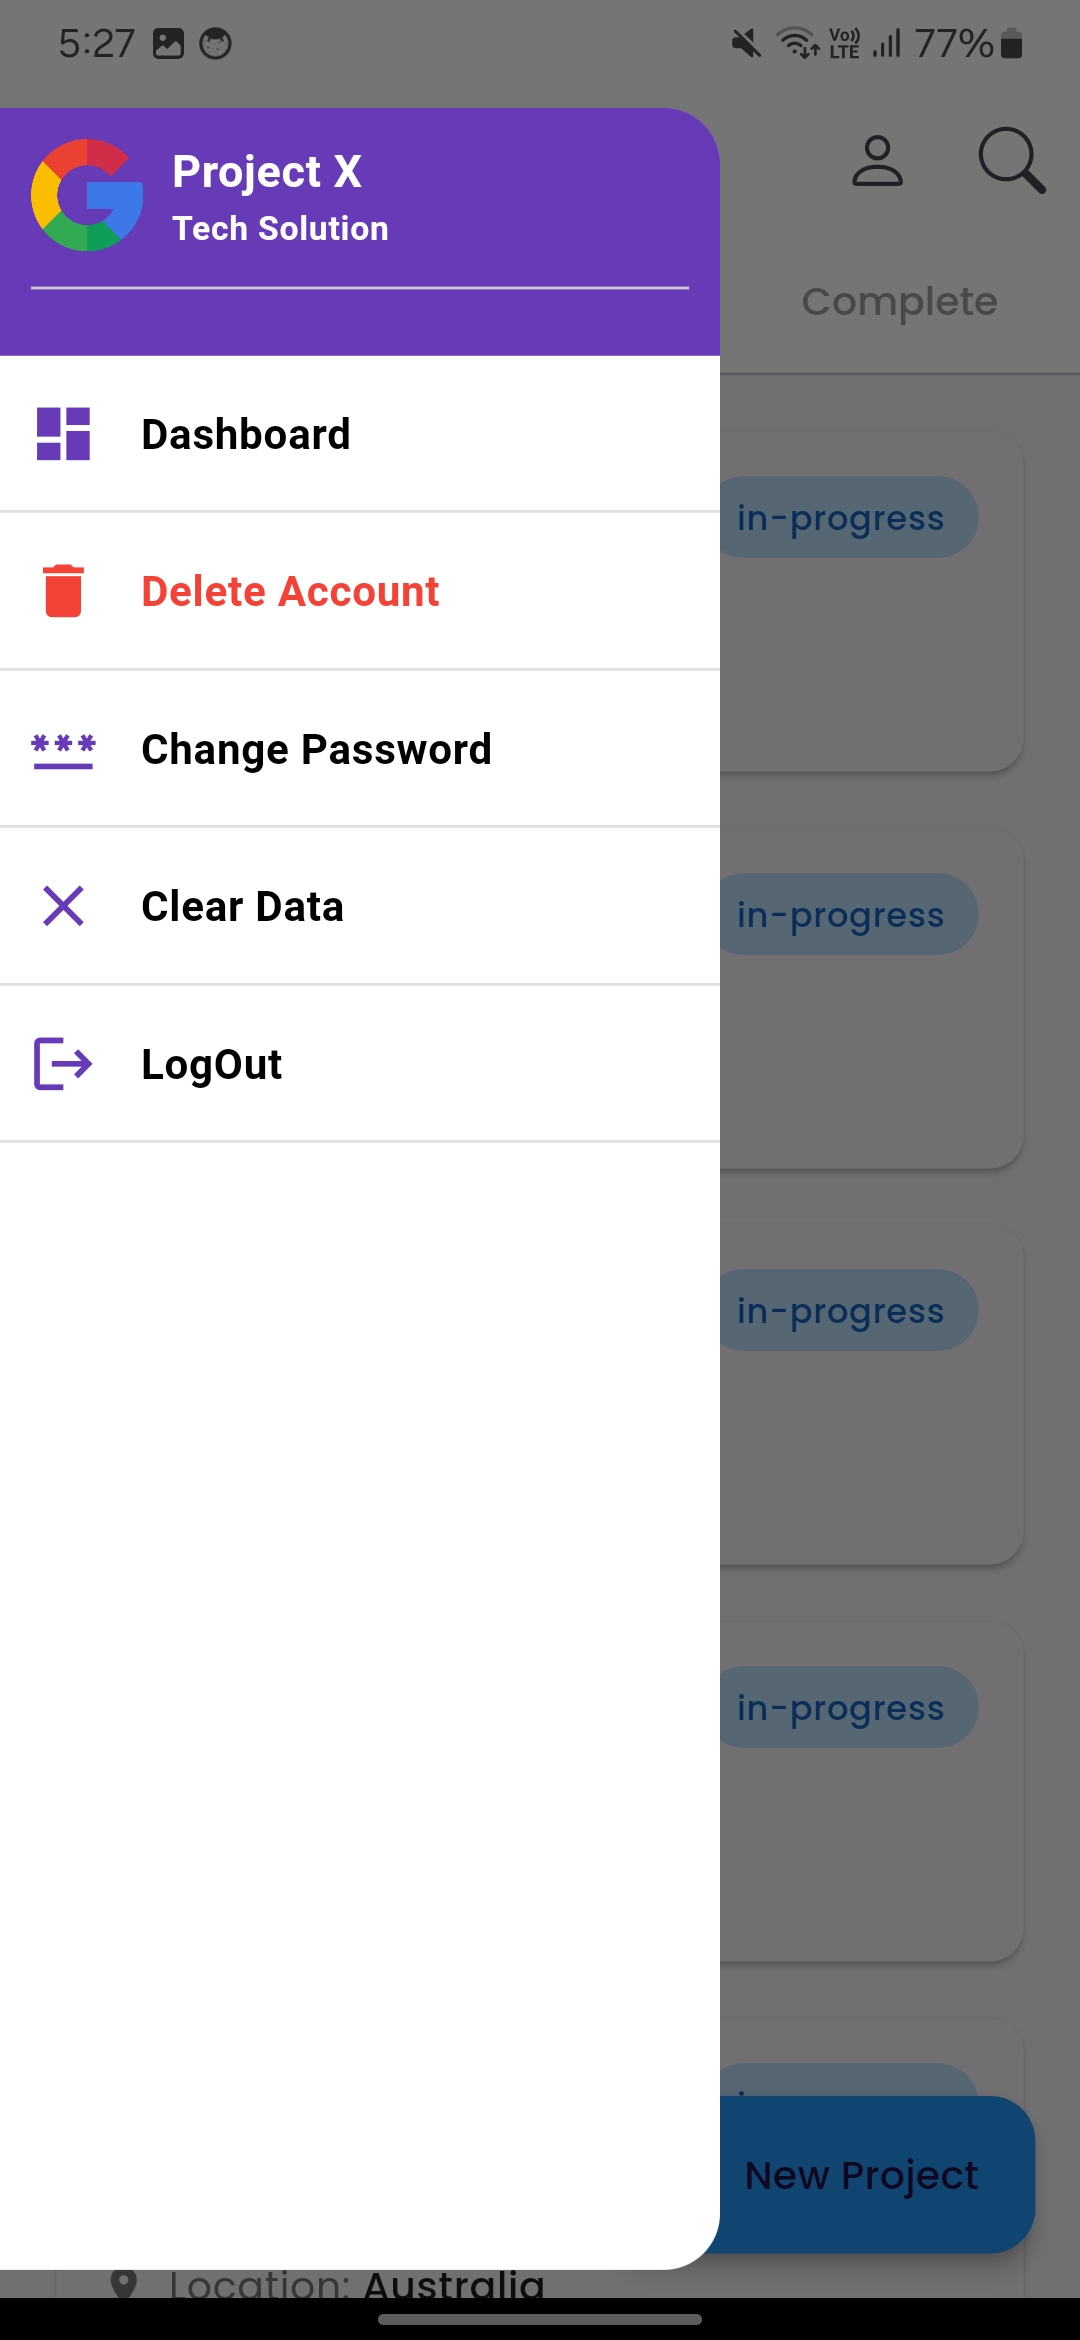 5:27 Vo)) LTE 77%
Project X
Tech Solution
Complete
Dashboard
in-progress
Delete Account
Change Password
Clear Data
in-progress
LogOut
in-progress
in-progress
New Project
Location: Australia